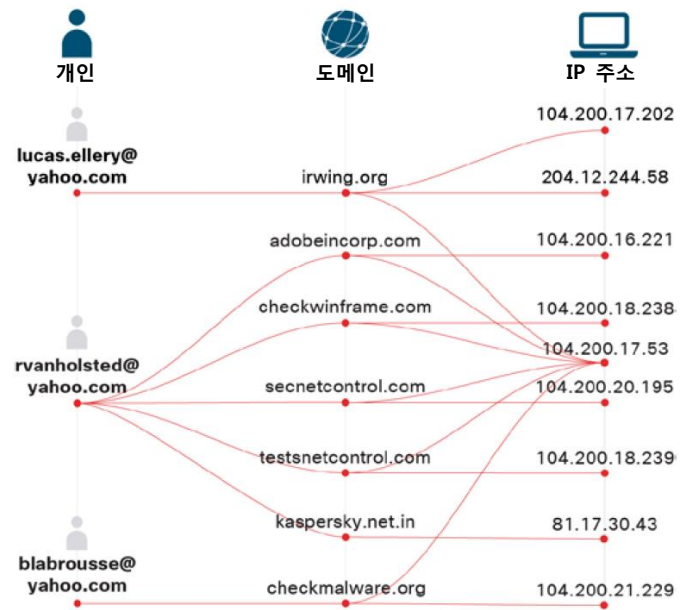 개인
도메인
IP 주소
104.200.17.202
lucas.ellery@
yahoo.com
irwing.org
204.12.244.58
adobeincorp.com
104.200.16.221
checkwinframe.com
104.200.18.238
104.200.17.53
rvanholsted@
yahoo.com
secnetcontrol.com
104.200.20.195
testsnetcontrol.com
104.200.18.239
kaspersky.net.in
81.17.30.43
blabrousse@
yahoo.com
checkmalware.org
104.200.21.229